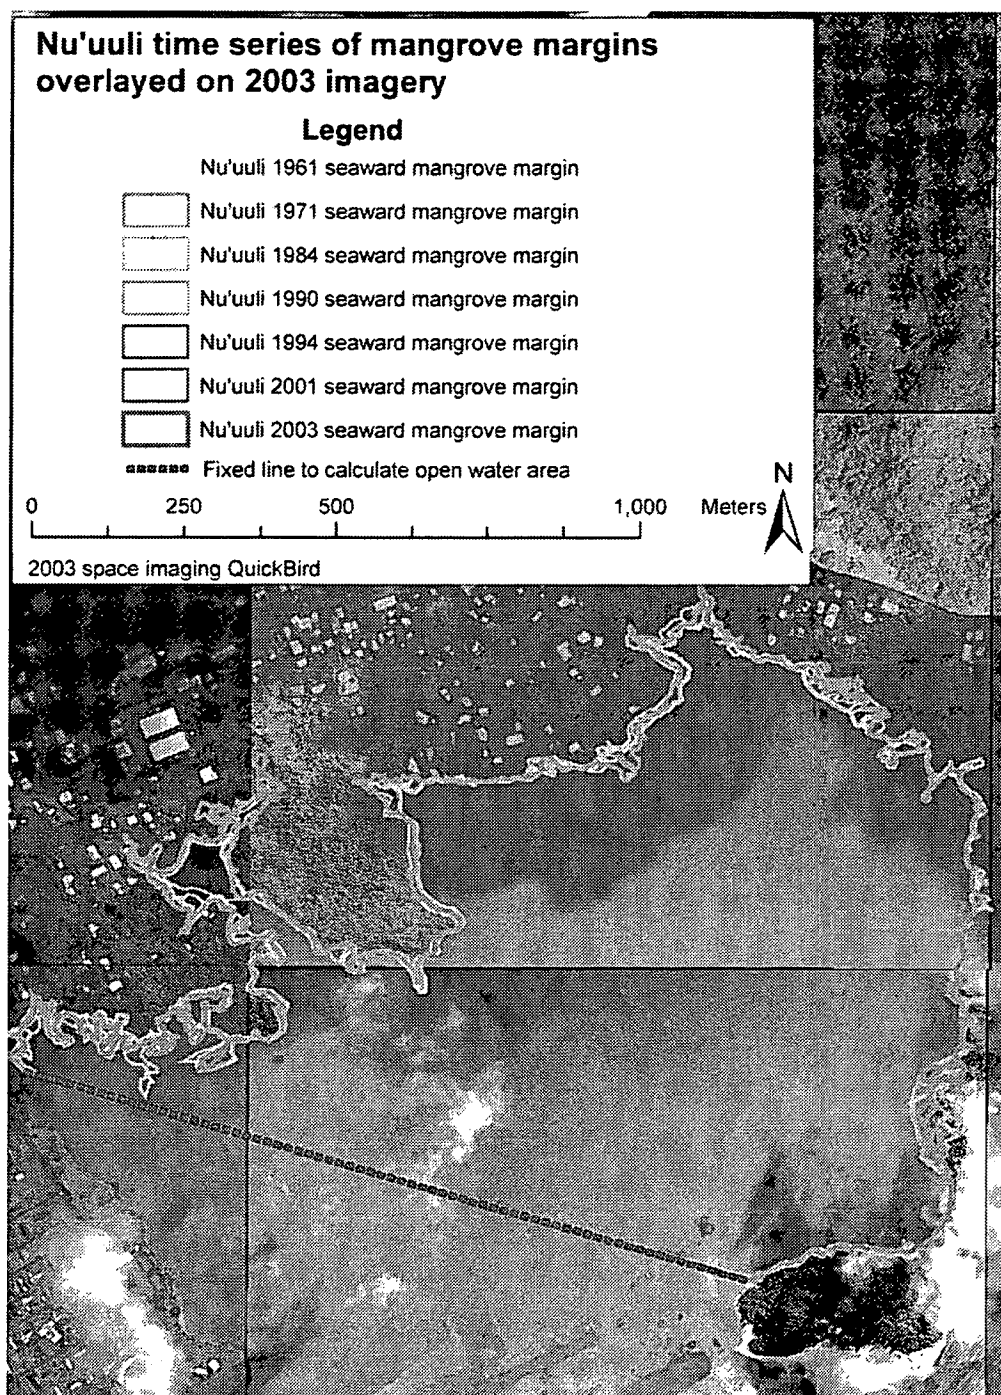 Nu'uuli time series of mangrove margins
overlayed on 2003 imagery
Legend
Nu'uuli 1961 seaward mangrove margin
Nu'uuli 1971 seaward mangrove margin
Nu'uuli 1984 seaward mangrove margin
Nu'uuli 1990 seaward mangrove margin
Nu'uuli 1994 seaward mangrove margin
Nu'uuli 2001 seaward mangrove margin
Nu'uuli 2003 seaward mangrove margin
Fixed line to calculate open water area
N
0 250 500 1,000 Meters
2003 space imaging QuickBird